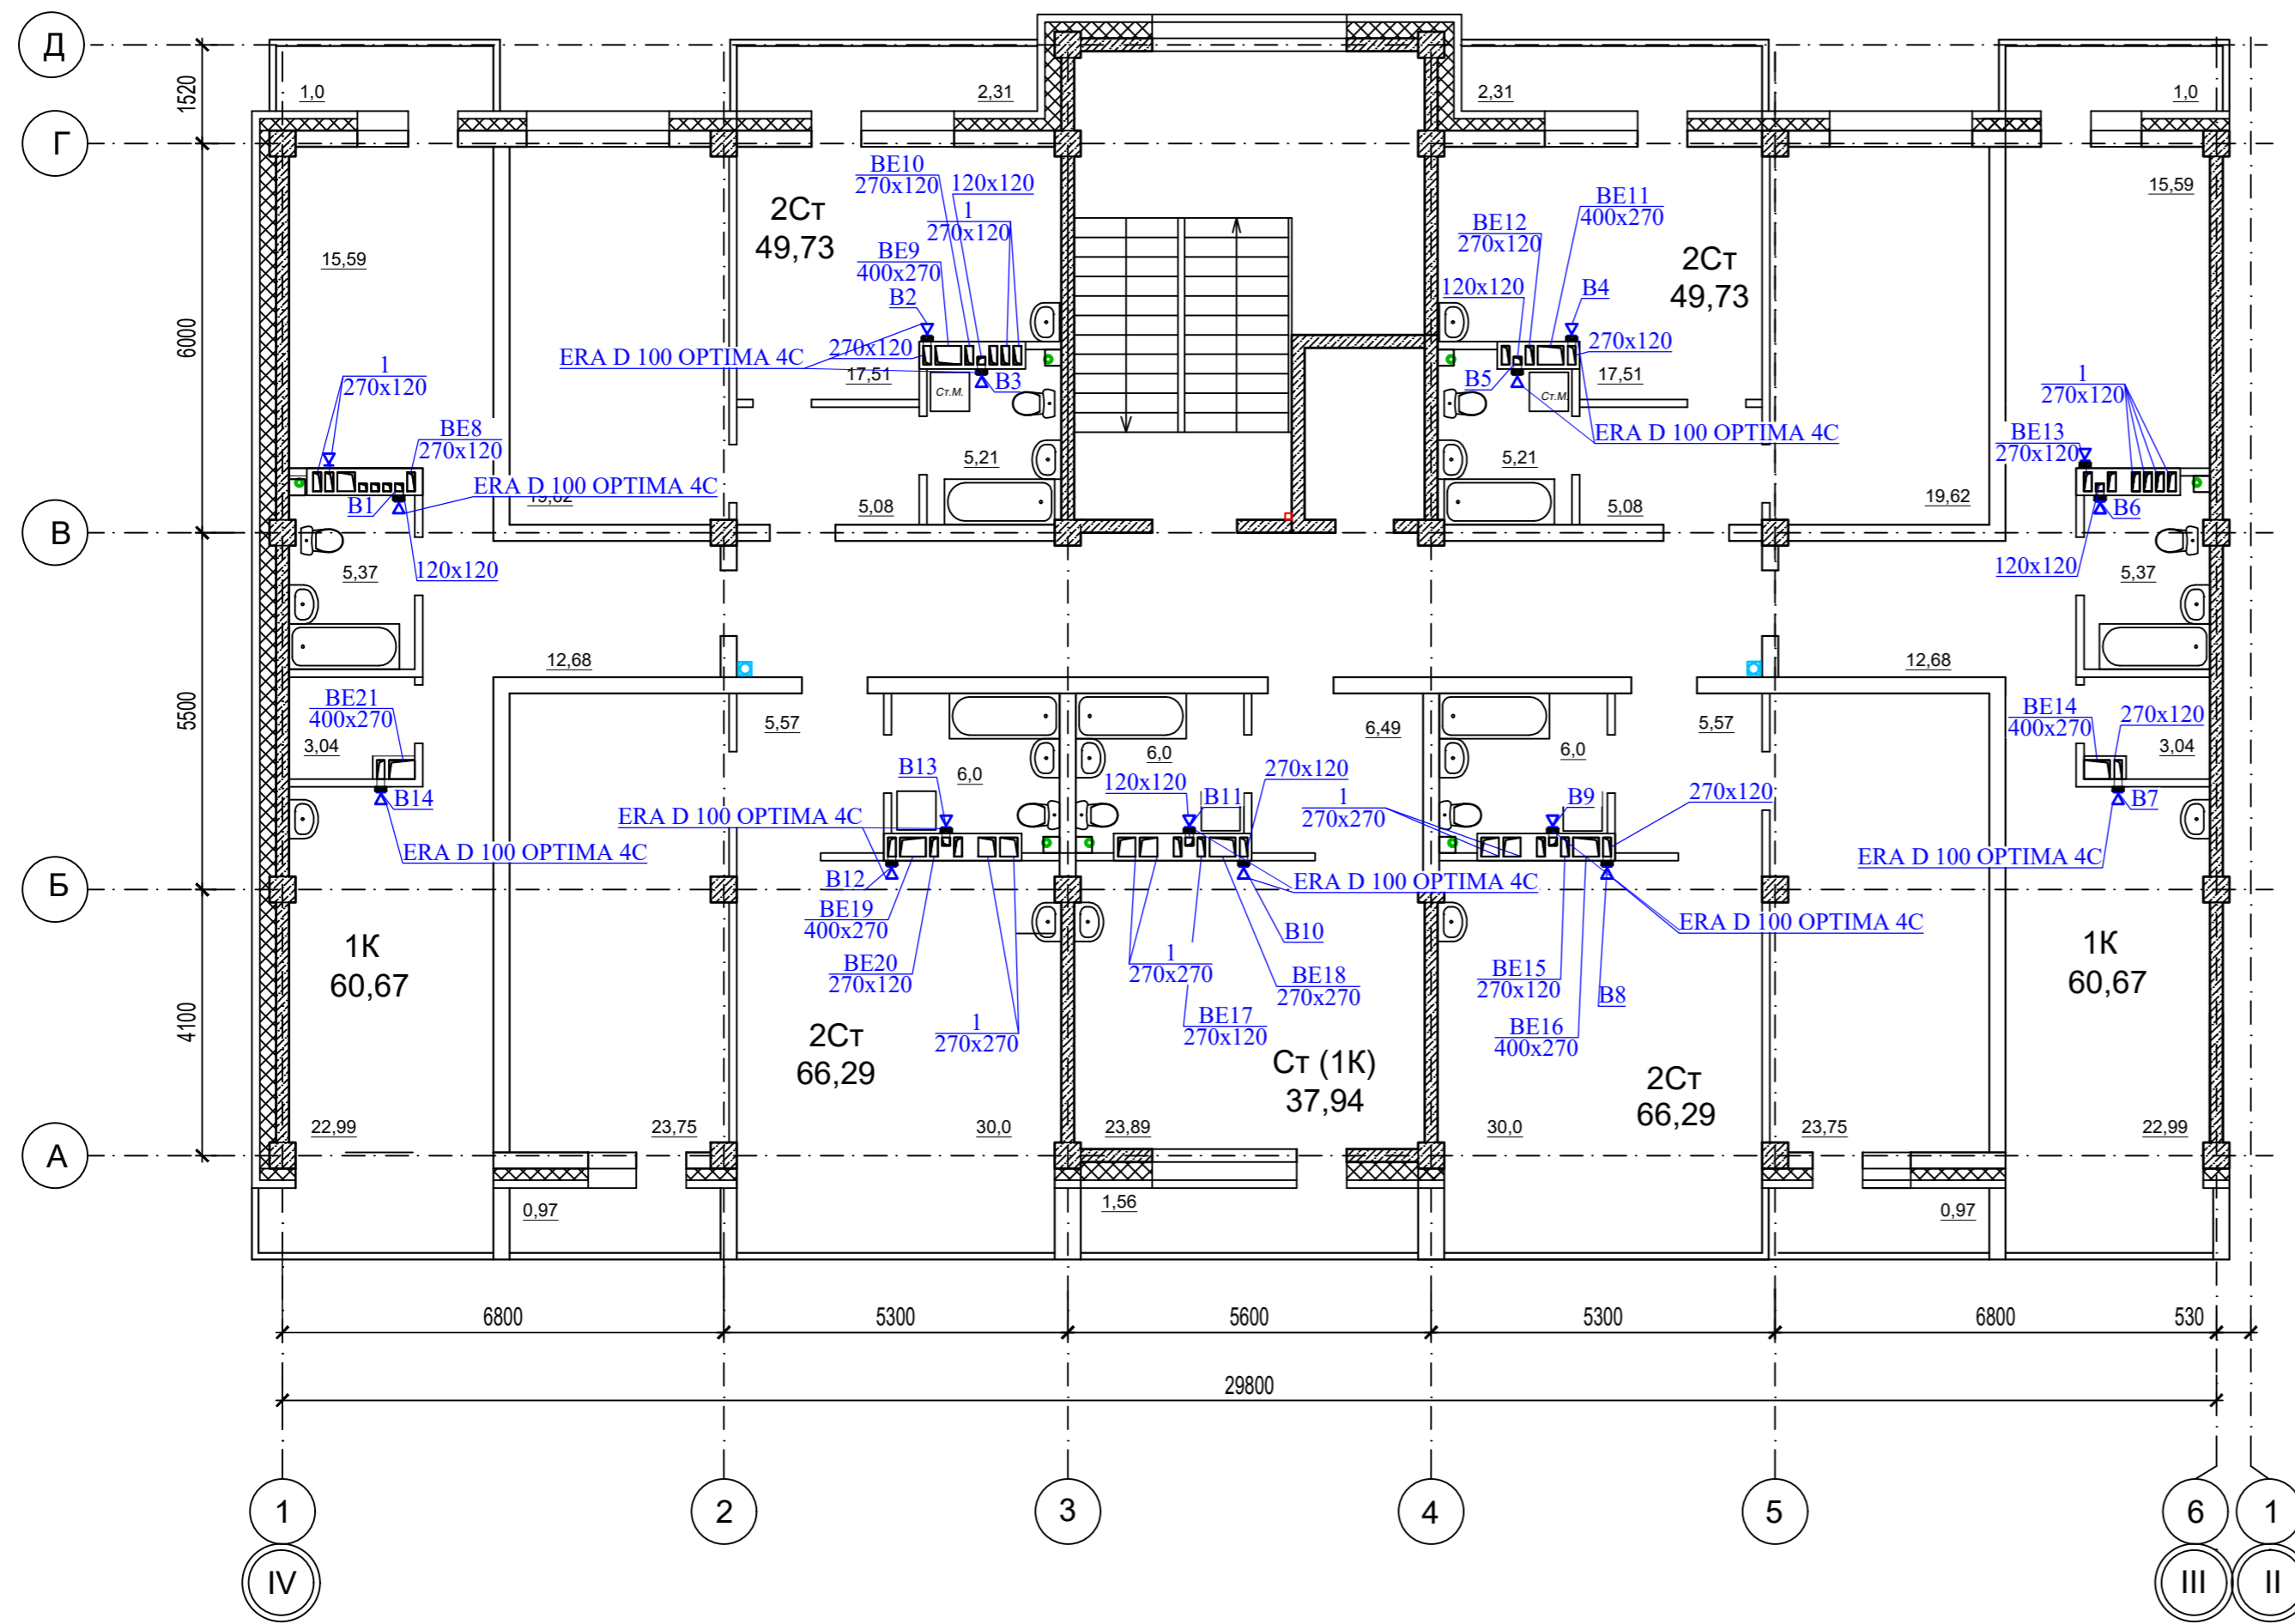 Д
Г
В
Б
А
1520
6000
5500
4100
1,0
2,31
2,31
1,0
15,59
2Ст
49,73
ВЕ10
270х120
120х120
1
270х120
ВЕ9
400х270
В2
270х120
ERA D 100 OPTIMA 4C
В3
17,51
Ст.М.
ВЕ12
270х120
ВЕ11
400х270
120х120
В4
270х120
В5
17,51
Ст.М.
ERA D 100 OPTIMA 4C
2Ст
49,73
15,59
1
270х120
ВЕ8
270х120
ERA D 100 OPTIMA 4C
19,62
В1
120х120
5,37
5,21
5,08
5,21
5,08
19,62
1
270х120
ВЕ13
270х120
В6
120х120
5,37
12,68
12,68
ВЕ21
400х270
3,04
В14
ERA D 100 OPTIMA 4C
5,57
В13
6,0
ERA D 100 OPTIMA 4C
В12
ВЕ19
400х270
ВЕ20
270х120
1
270х270
6,0
120х120
В11
270х120
6,49
ERA D 100 OPTIMA 4C
В10
1
270х270
ВЕ18
270х270
ВЕ17
270х120
1
270х270
6,0
В9
270х120
5,57
ERA D 100 OPTIMA 4C
ВЕ15
270х120
В8
ВЕ16
400х270
ВЕ14
400х270
270х120
3,04
В7
ERA D 100 OPTIMA 4C
1К
60,67
2Ст
66,29
Ст (1К)
37,94
2Ст
66,29
1К
60,67
22,99
23,75
30,0
23,89
30,0
23,75
22,99
0,97
1,56
0,97
6800
5300
5600
5300
6800
530
29800
1
2
3
4
5
6
1
IV
III
II